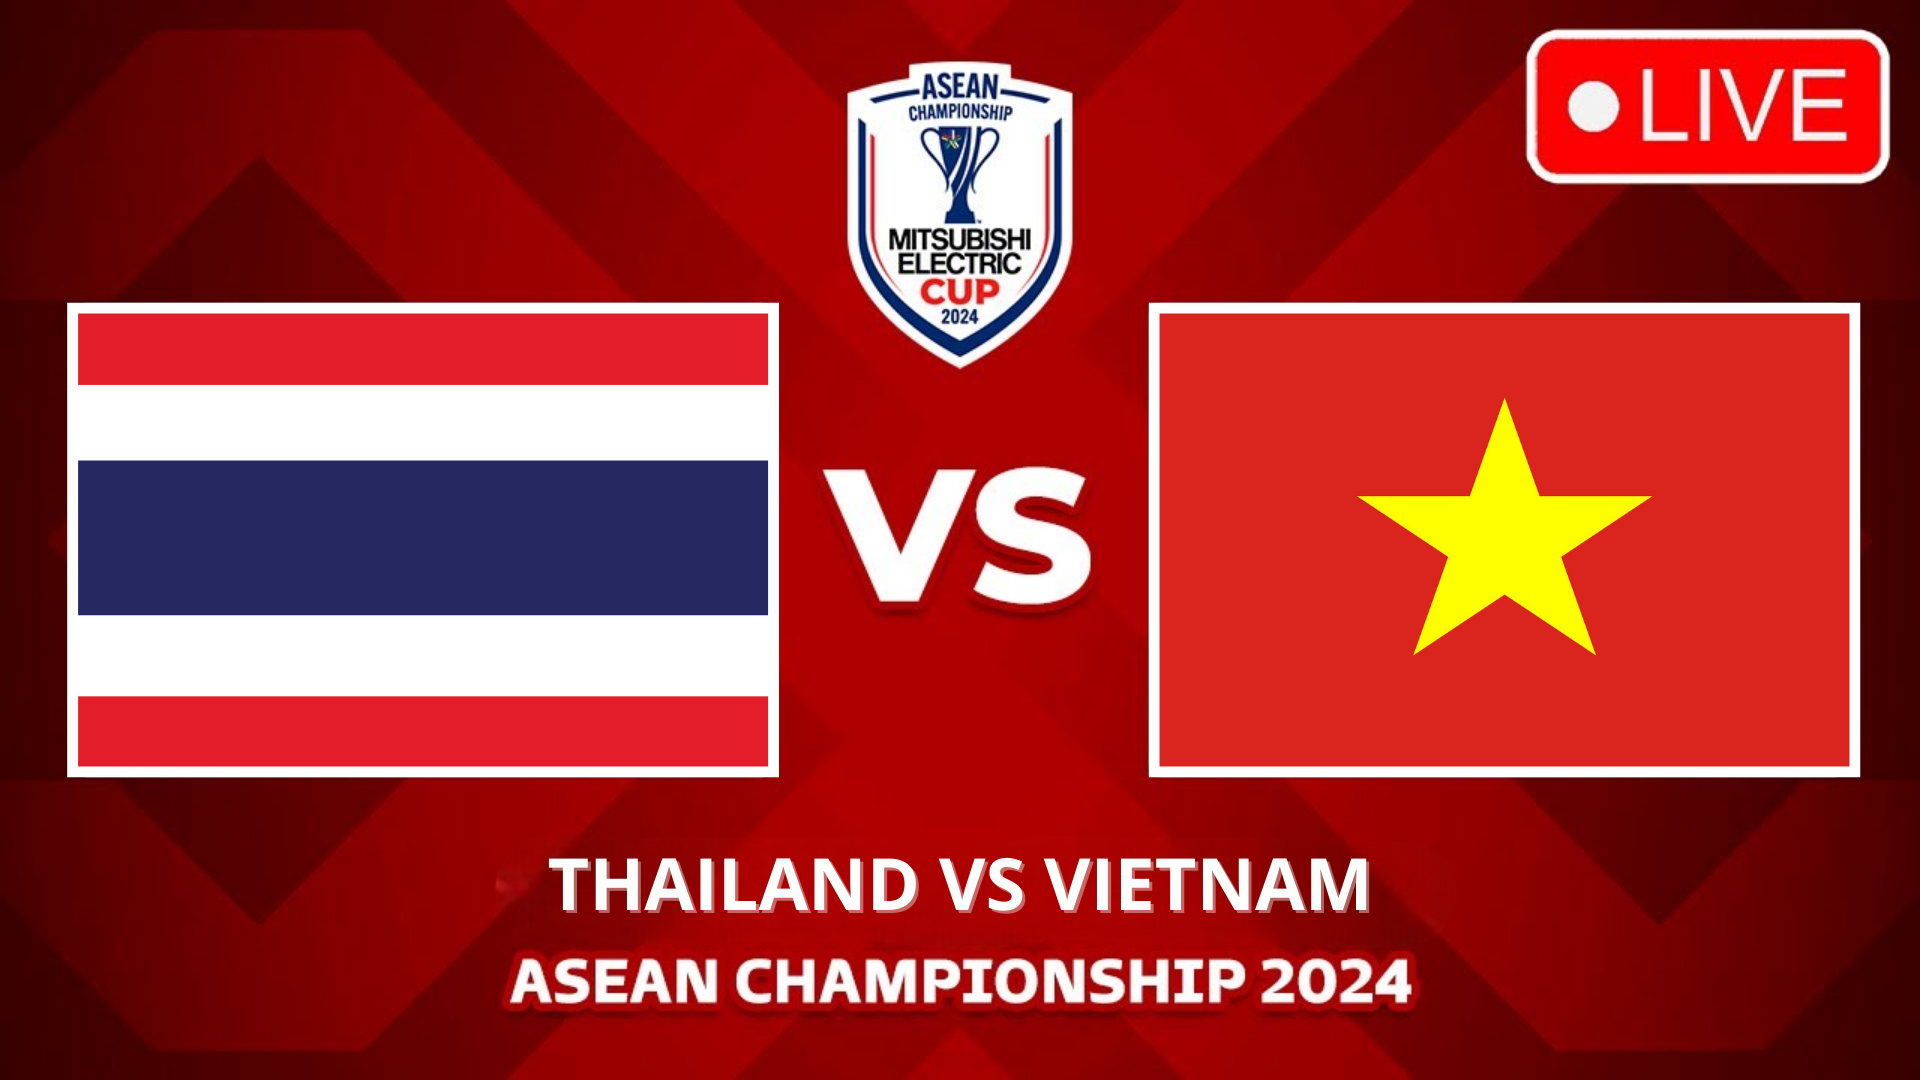 ASEAN
CHAMPIONSHIP
MITSUBISHI
ELECTRIC
CUP
2024
LIVE
VS
THAILAND VS VIETNAM
ASEAN CHAMPIONSHIP 2024